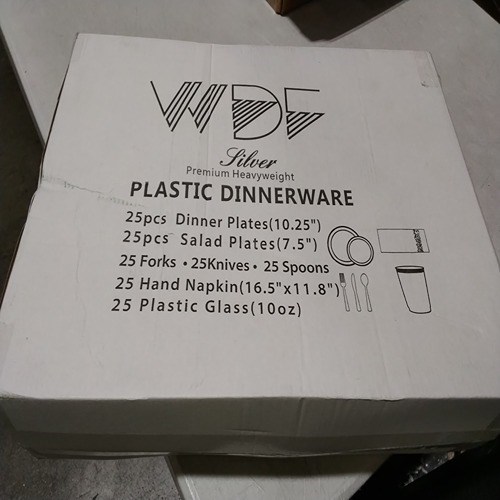 WDF
Silver
Premium Heavyweight
PLASTIC DINNERWARE
25pcs Dinner Plates(10.25")
25pcs Salad Plates(7.5")
25 Forks • 25Knives • 25 Spoons
25 Hand Napkin(16.5"x11.8")
25 Plastic Glass(10oz)